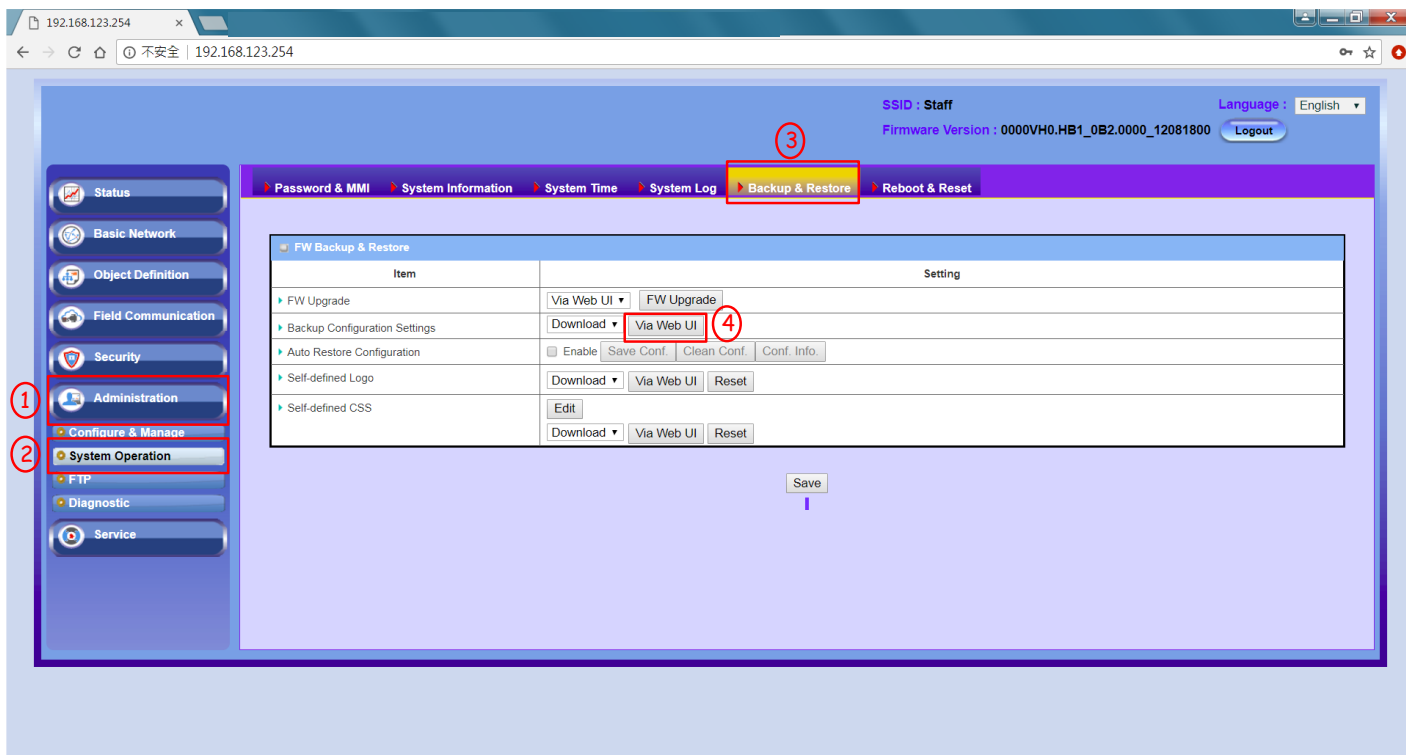 192.168.123.254 ×
不安全 | 192.168.123.254
SSID : Staff Language : English
Firmware Version : 0000VH0.HB1_0B2.0000_12081800 Logout
3
Status
Password & MMI System Information System Time System Log Backup & Restore Reboot & Reset
Basic Network
FW Backup & Restore
Object Definition
Item Setting
FW Upgrade Via Web UI FW Upgrade
Field Communication
Backup Configuration Settings Download Via Web UI 4
Security
Auto Restore Configuration Enable Save Conf. Clean Conf. Conf. Info.
Self-defined Logo Download Via Web UI Reset
1 Administration
Self-defined CSS Edit
Configure & Manage
Download Via Web UI Reset
2 System Operation
FTP
Save
Diagnostic
Service